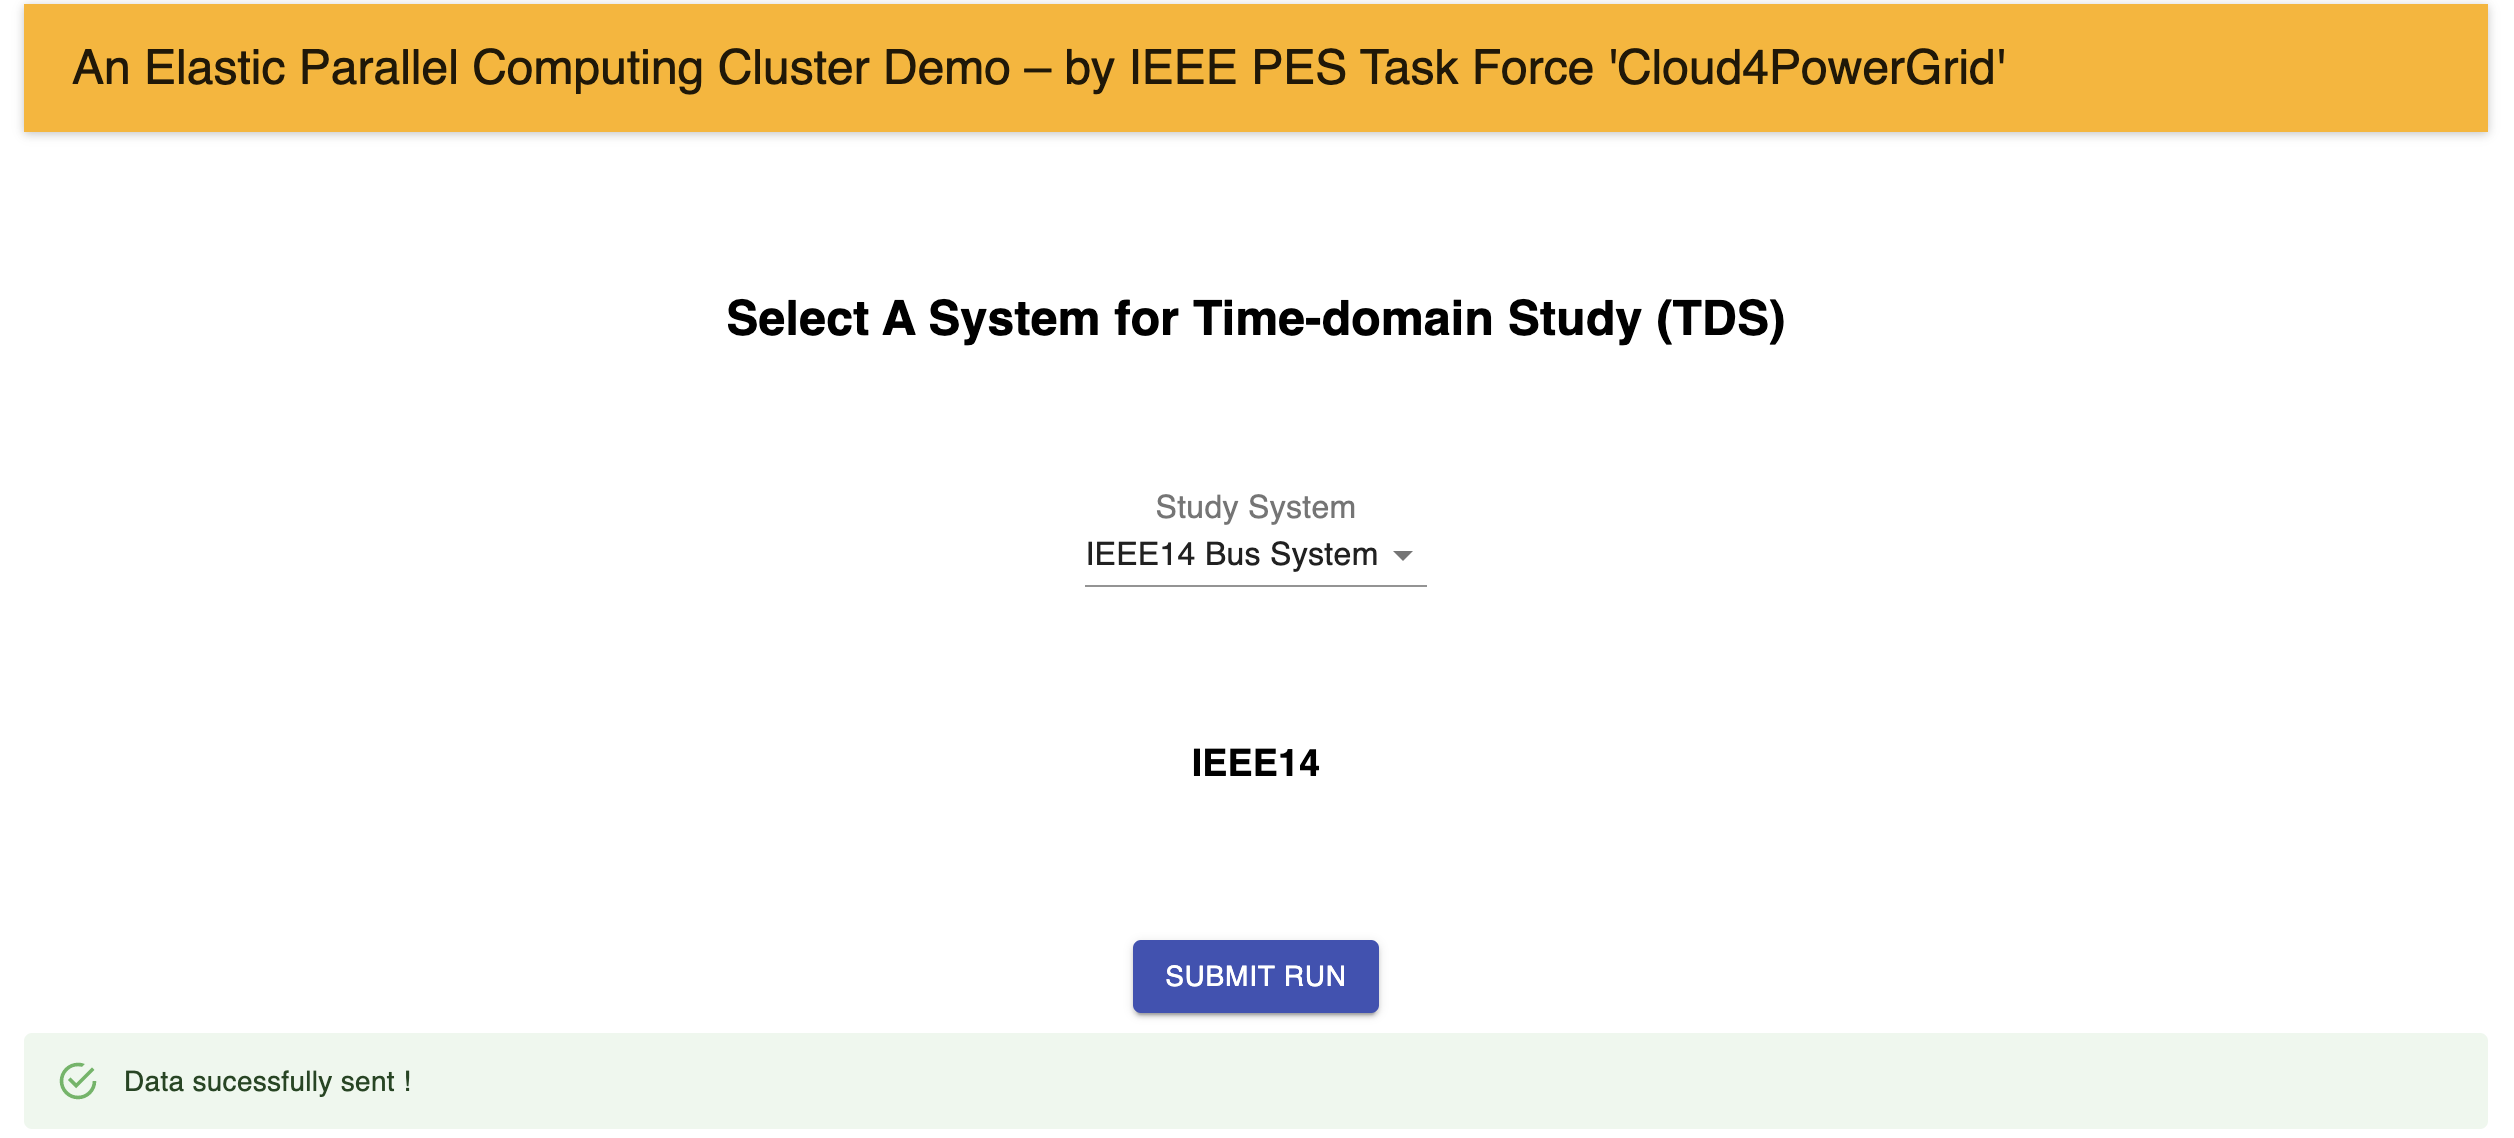 An Elastic Parallel Computing Cluster Demo – by IEEE PES Task Force 'Cloud4PoWerGrid'
Select A System for Time-domain Study (TDS)
Study System
IEEE14 Bus System
IEEE14
SUBMIT RUN
Data sucessfully sent !